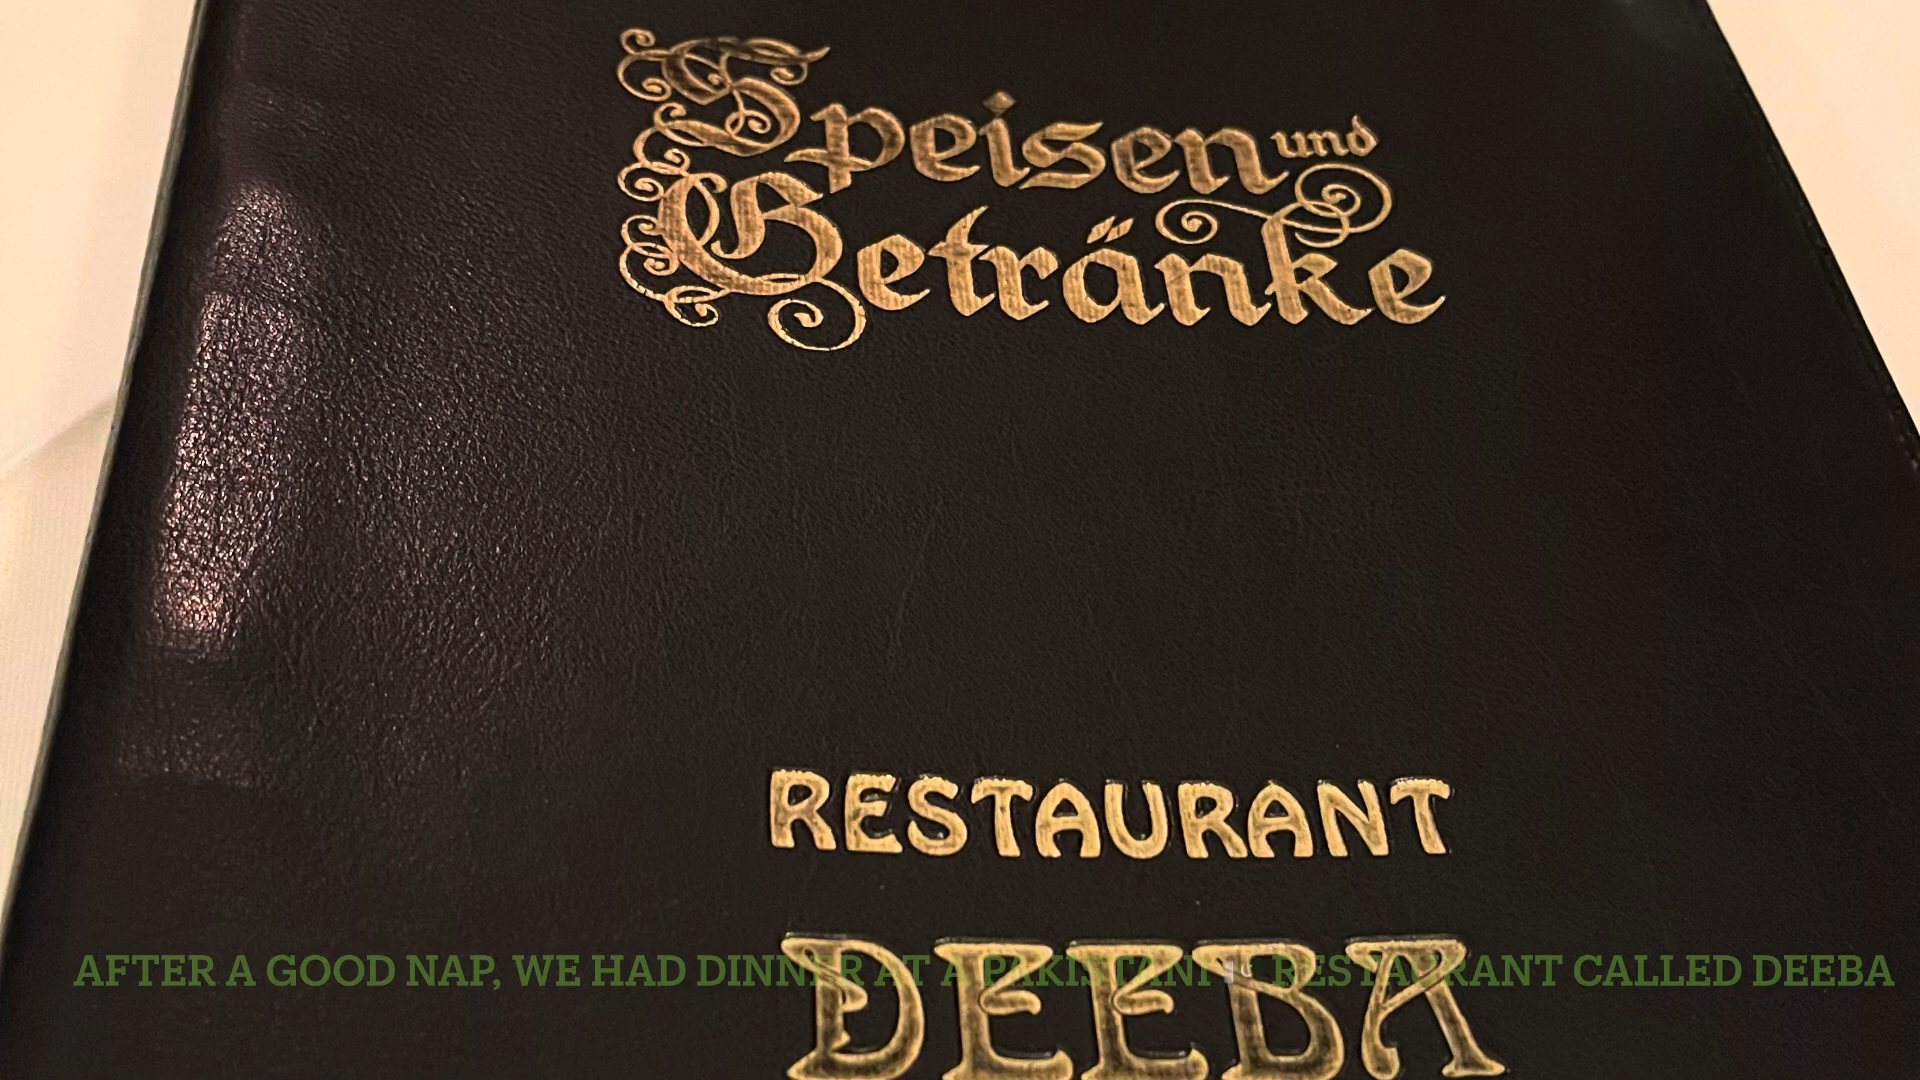 Speisen und
Getränke
RESTAURANT
DEEBA
AFTER A GOOD NAP, WE HAD DINNER AT A PAKISTANI 🇵🇰 RESTAURANT CALLED DEEBA